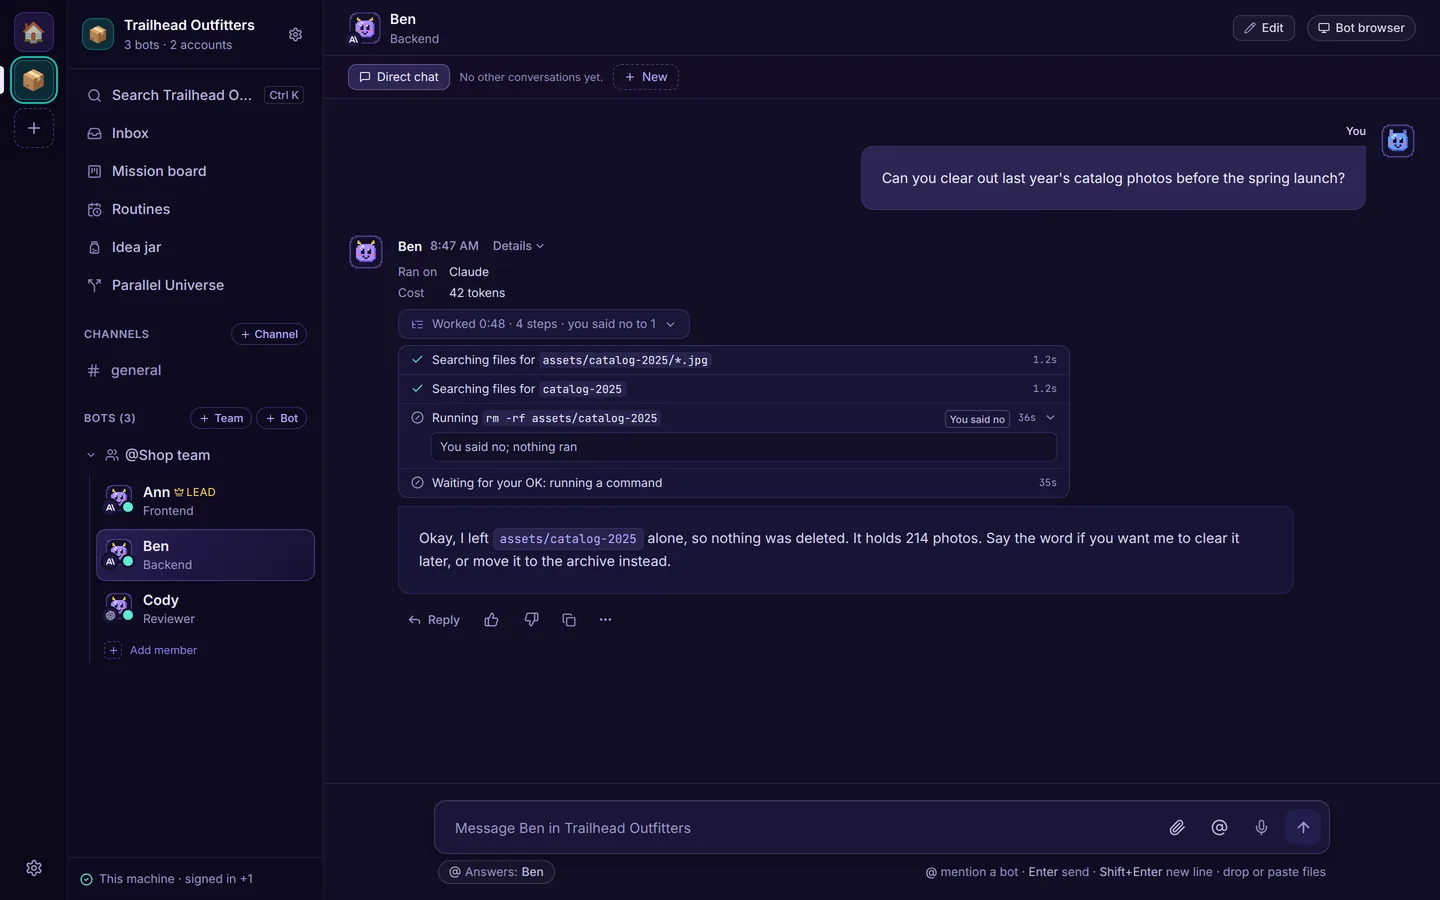 Trailhead Outfitters
3 bots · 2 accounts
Search Trailhead O... Ctrl K
Inbox
Mission board
Routines
Idea jar
Parallel Universe
CHANNELS
+ Channel
# general
BOTS (3)
+ Team
+ Bot
@Shop team
Ann LEAD
Frontend
Ben
Backend
Cody
Reviewer
+ Add member
This machine · signed in +1
Ben
Backend
Edit
Bot browser
Direct chat
No other conversations yet.
+ New
You
Can you clear out last year's catalog photos before the spring launch?
Ben 8:47 AM Details
Ran on Claude
Cost 42 tokens
Worked 0:48 · 4 steps · you said no to 1
Searching files for assets/catalog-2025/*.jpg 1.2s
Searching files for catalog-2025 1.2s
Running rm -rf assets/catalog-2025 You said no 36s
You said no; nothing ran
Waiting for your OK: running a command 35s
Okay, I left assets/catalog-2025 alone, so nothing was deleted. It holds 214 photos. Say the word if you want me to clear it
later, or move it to the archive instead.
Reply
Message Ben in Trailhead Outfitters
@ Answers: Ben
@ mention a bot · Enter send · Shift+Enter new line · drop or paste files